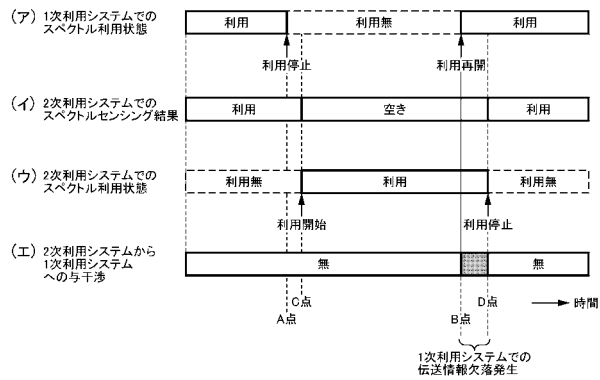 (ア) 1次利用システムでの
スペクトル利用状態
利用
利用無
利用
利用停止
利用再開
(イ) 2次利用システムでの
スペクトルセンシング結果
利用
空き
利用
(ウ) 2次利用システムでの
スペクトル利用状態
利用無
利用
利用無
利用開始
利用停止
(エ) 2次利用システムから
1次利用システム
への与干渉
無
無
C点
D点
時間
A点
B点
1次利用システムでの
伝送情報欠落発生